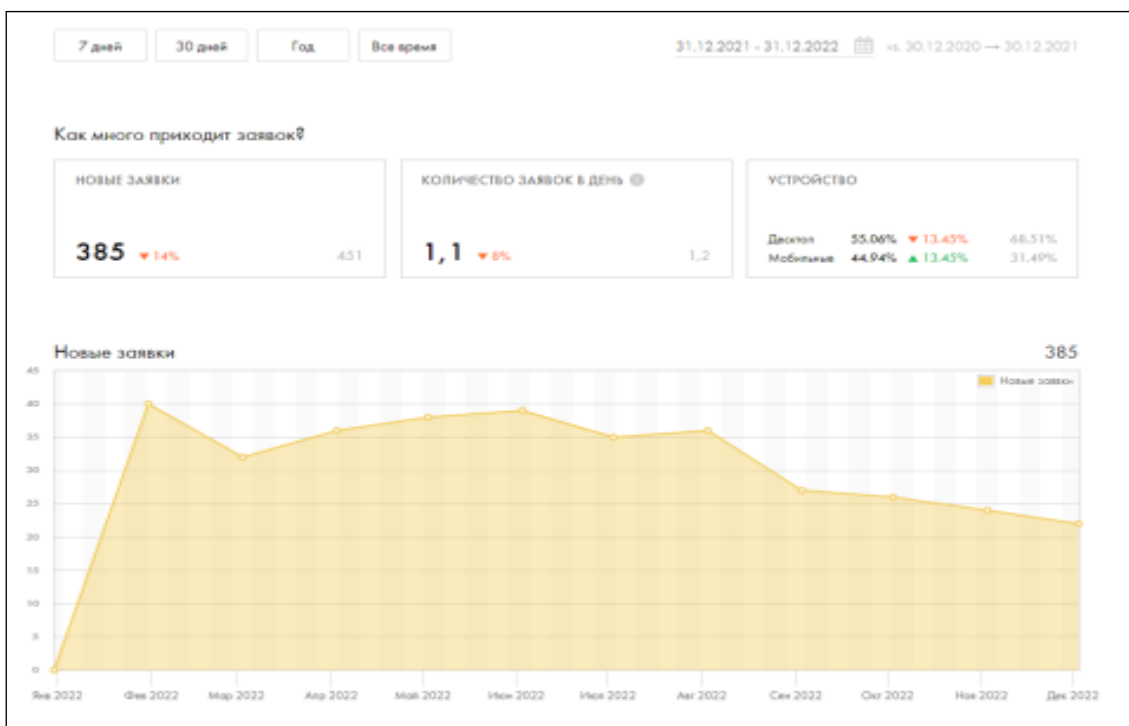 7 дней 30 дней Год Все время 31.12.2021 - 31.12.2022 vs. 30.12.2020 → 30.12.2021
Как много приходит заявок?
НОВЫЕ ЗАЯВКИ КОЛИЧЕСТВО ЗАЯВОК В ДЕНЬ УСТРОЙСТВО
385 ▼ 14% 451 1,1 ▼ 8% 1,2 Десктоп 55.06% ▼ 13.45% 68.51%
Мобильные 44.94% ▲ 13.45% 31.49%
Новые заявки 385
45
Новые заявки
40
35
30
25
20
15
10
5
0
Янв 2022 Фев 2022 Мар 2022 Апр 2022 Май 2022 Июн 2022 Июл 2022 Авг 2022 Сен 2022 Окт 2022 Ноя 2022 Дек 2022